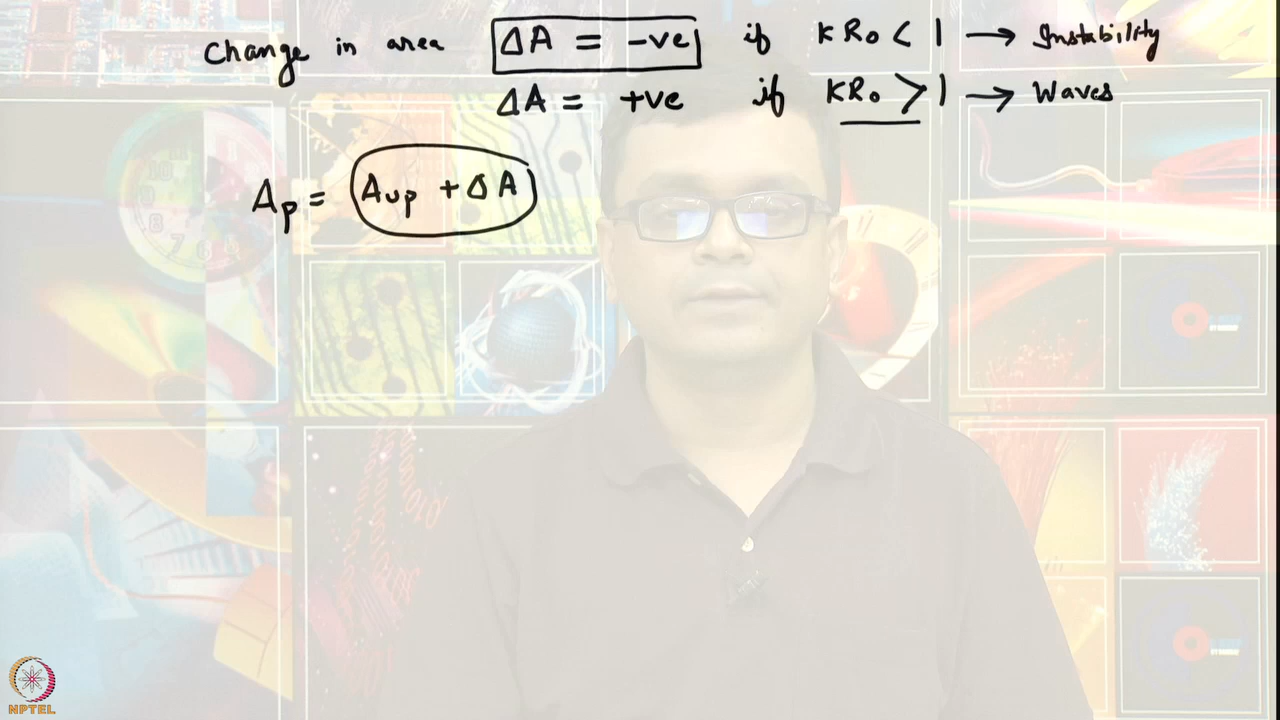 Change in area ΔA = -ve if kR₀ < 1 → Instability
ΔA = +ve if kR₀ > 1 → Waves
Aₚ = Aᵤₚ + ΔA
NPTEL